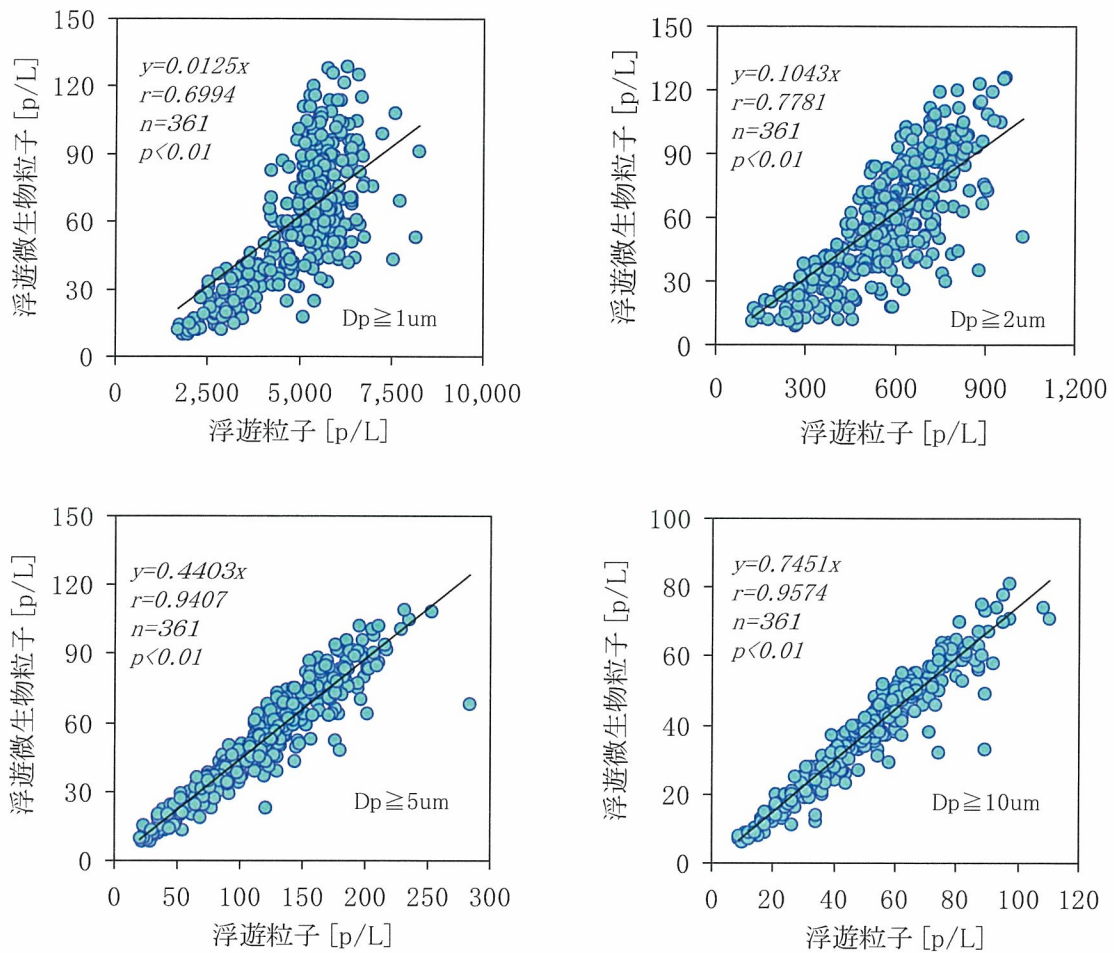 浮遊微生物粒子 [p/L]
150
120
90
60
30
0
y=0.0125x
r=0.6994
n=361
p<0.01
Dp≧1um
0 2,500 5,000 7,500 10,000
浮遊粒子 [p/L]
浮遊微生物粒子 [p/L]
150
120
90
60
30
0
y=0.1043x
r=0.7781
n=361
p<0.01
Dp≧2um
0 300 600 900 1,200
浮遊粒子 [p/L]
浮遊微生物粒子 [p/L]
150
120
90
60
30
0
y=0.4403x
r=0.9407
n=361
p<0.01
Dp≧5um
0 50 100 150 200 250 300
浮遊粒子 [p/L]
浮遊微生物粒子 [p/L]
100
80
60
40
20
0
y=0.7451x
r=0.9574
n=361
p<0.01
Dp≧10um
0 20 40 60 80 100 120
浮遊粒子 [p/L]